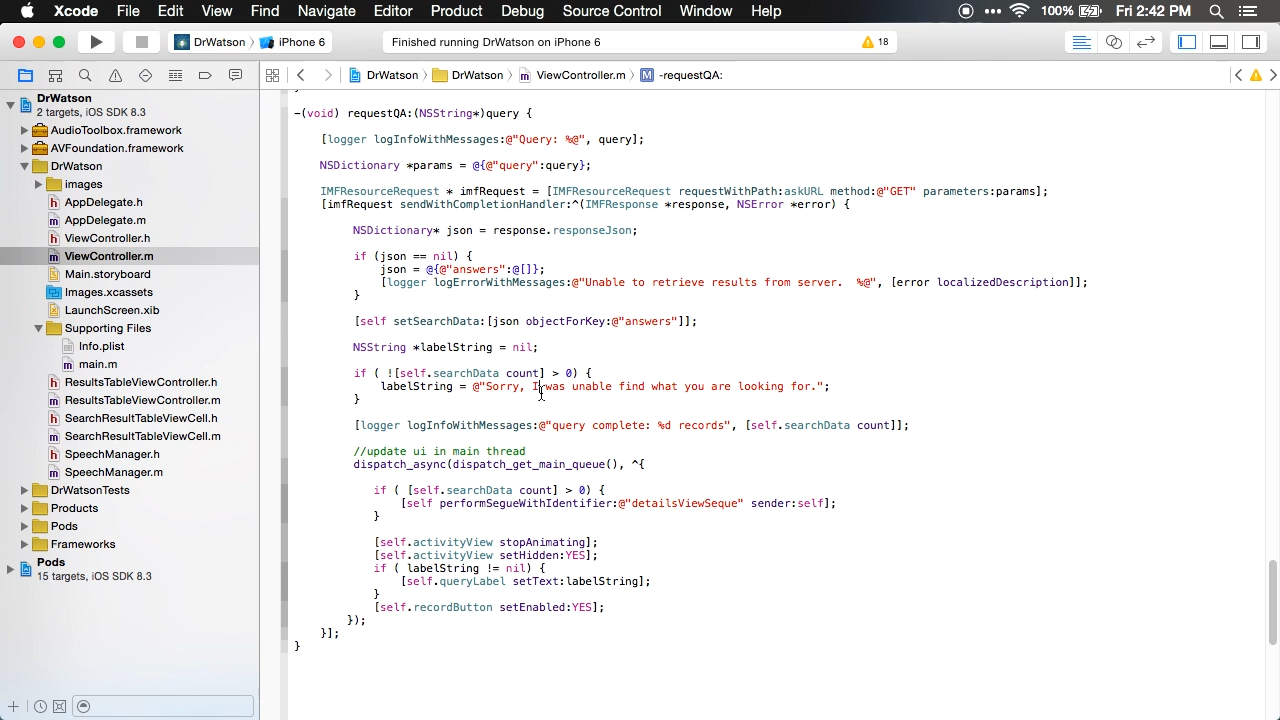 Xcode File Edit View Find Navigate Editor Product Debug Source Control Window Help 100% Fri 2:42 PM
DrWatson iPhone 6 Finished running DrWatson on iPhone 6 18
DrWatson DrWatson ViewController.m -requestQA:
DrWatson
2 targets, iOS SDK 8.3
AudioToolbox.framework
AVFoundation.framework
DrWatson
images
AppDelegate.h
AppDelegate.m
ViewController.h
ViewController.m
Main.storyboard
Images.xcassets
LaunchScreen.xib
Supporting Files
Info.plist
main.m
ResultsTableViewController.h
ResultsTableViewController.m
SearchResultTableViewCell.h
SearchResultTableViewCell.m
SpeechManager.h
SpeechManager.m
DrWatsonTests
Products
Pods
Frameworks
Pods
15 targets, iOS SDK 8.3
-(void) requestQA:(NSString*)query {
[logger logInfoWithMessages:@"Query: %@", query];
NSDictionary *params = @{@"query":query};
IMFResourceRequest * imfRequest = [IMFResourceRequest requestWithPath:askURL method:@"GET" parameters:params];
[imfRequest sendWithCompletionHandler:^(IMFResponse *response, NSError *error) {
NSDictionary* json = response.responseJson;
if (json == nil) {
json = @{@"answers":@[]};
[logger logErrorWithMessages:@"Unable to retrieve results from server.  %@", [error localizedDescription]];
}
[self setSearchData:[json objectForKey:@"answers"]];
NSString *labelString = nil;
if ( ![self.searchData count] > 0) {
labelString = @"Sorry, I was unable find what you are looking for.";
}
[logger logInfoWithMessages:@"query complete: %d records", [self.searchData count]];
//update ui in main thread
dispatch_async(dispatch_get_main_queue(), ^{
if ( [self.searchData count] > 0) {
[self performSegueWithIdentifier:@"detailsViewSeque" sender:self];
}
[self.activityView stopAnimating];
[self.activityView setHidden:YES];
if ( labelString != nil) {
[self.queryLabel setText:labelString];
}
[self.recordButton setEnabled:YES];
});
}];
}